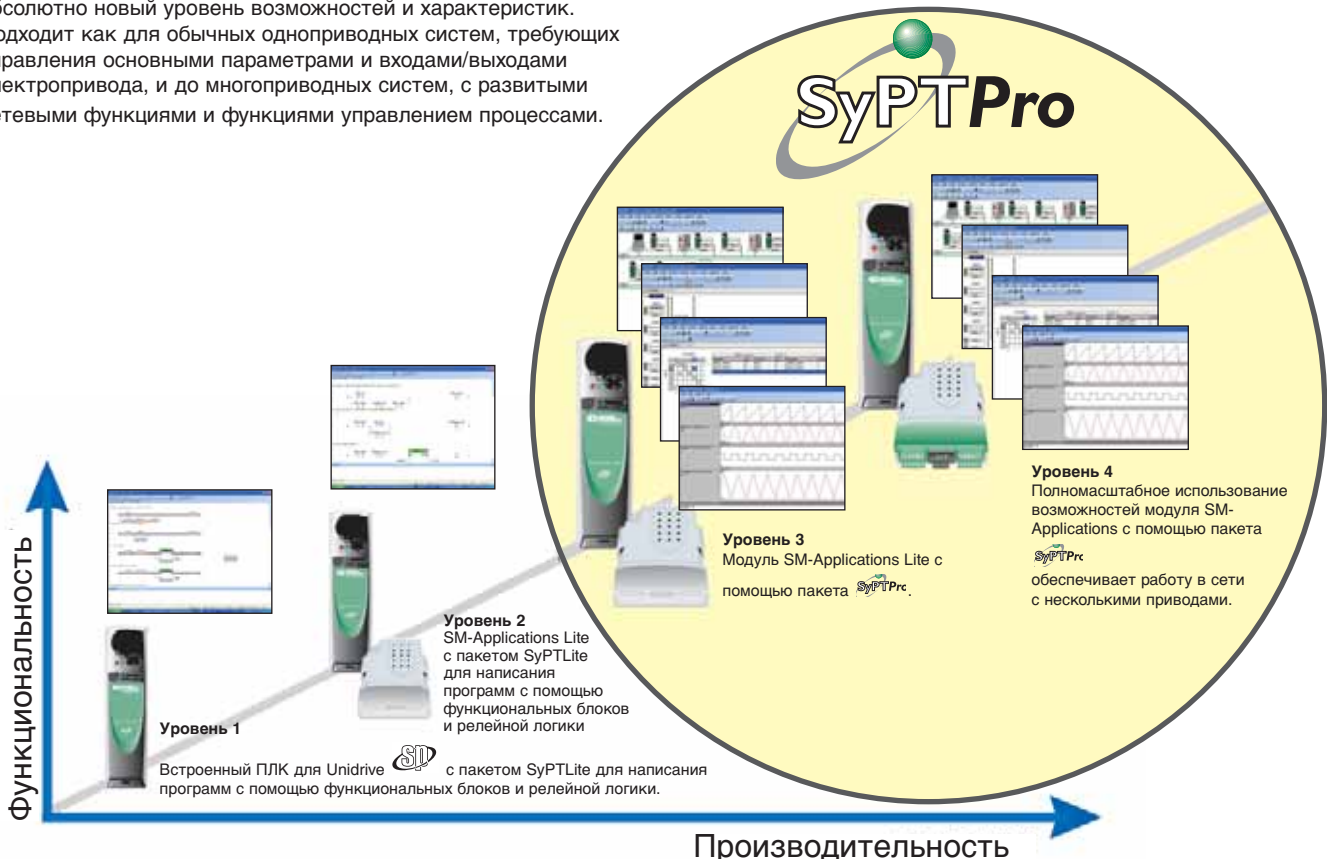 бсолютно новый уровень возможностей и характеристик.
одходит как для обычных одноприводных систем, требующих
правления основными параметрами и входами/выходами
лектропривода, и до многоприводных систем, с развитыми
етевыми функциями и функциями управлением процессами.
SyPTPro
Уровень 4
Полномасштабное использование
возможностей модуля SM-
Applications с помощью пакета
SyPTPro
обеспечивает работу в сети
с несколькими приводами.
Уровень 3
Модуль SM-Applications Lite с
помощью пакета SyPTPro.
Уровень 2
SM-Applications Lite
с пакетом SyPTLite
для написания
программ с помощью
функциональных блоков
и релейной логики
Уровень 1
Встроенный ПЛК для Unidrive SP с пакетом SyPTLite для написания
программ с помощью функциональных блоков и релейной логики.
Функциональность
Производительность